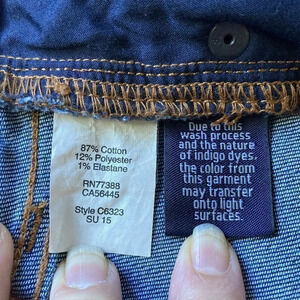 87% Cotton
12% Polyester
1% Elastane
RN77388
CA56445
Style C6323
SU 15
Due to this
wash process
and the nature
of indigo dyes,
the color from
this garment
may transfer
onto light
surfaces.